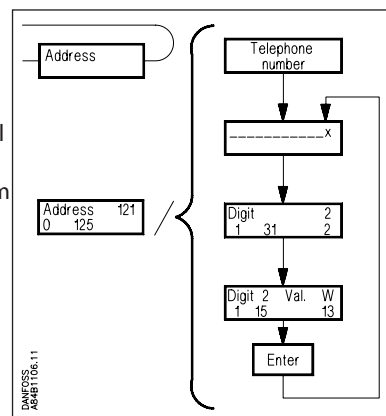 Address
Address 121
0 125
Telephone
number
___________x
Digit 2
1 31 2
Digit 2 Val. W
1 15 13
Enter
DANFOSS
A84B1106.11
l
m